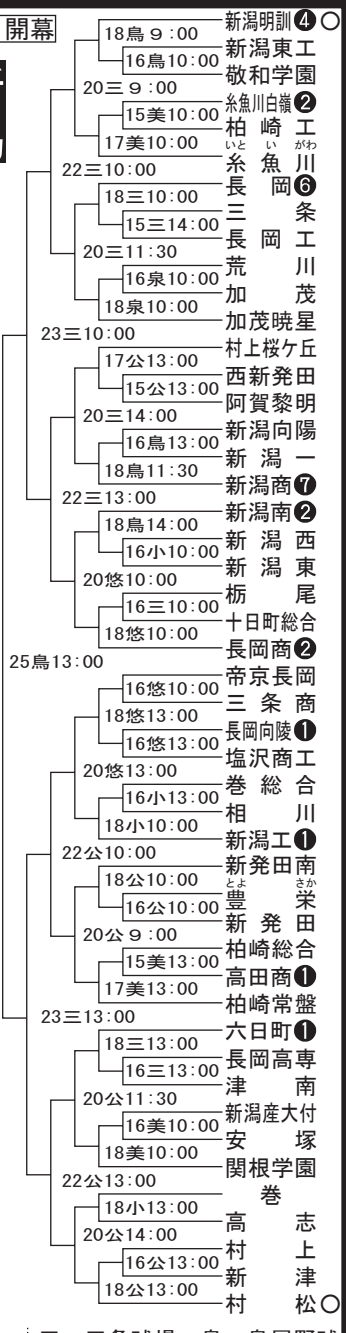 開幕
新潟明訓❹〇
18鳥9:00
新潟東工
16鳥10:00
敬和学園
20三9:00
糸魚川白嶺❷
15美10:00
柏崎工
17美10:00
いといがわ
糸魚川
22三10:00
長岡❻
18三10:00
三条
15三14:00
長岡工
20三11:30
荒川
16泉10:00
加茂
18泉10:00
加茂暁星
23三10:00
村上桜ケ丘
17公13:00
西新発田
15公13:00
阿賀黎明
20三14:00
新潟向陽
16鳥13:00
新潟一
18鳥11:30
新潟商❼
22三13:00
新潟南❷
18鳥14:00
新潟西
16小10:00
新潟東
20悠10:00
栃尾
16三10:00
十日町総合
18悠10:00
長岡商❷
25鳥13:00
帝京長岡
16悠10:00
三条商
18悠13:00
長岡向陵❶
16悠13:00
塩沢商工
20悠13:00
巻総合
16小13:00
相川
18小10:00
新潟工❶
22公10:00
新発田南
18公10:00
とよさか
豊栄
16公10:00
新発田
20公9:00
柏崎総合
15美13:00
高田商❶
17美13:00
柏崎常盤
23三13:00
六日町❶
18三13:00
長岡高専
16三13:00
津南
20公11:30
新潟産大付
16美10:00
安塚
18美10:00
関根学園
22公13:00
巻
18小13:00
高志
20公14:00
村上
16公13:00
新津
18公13:00
村松〇